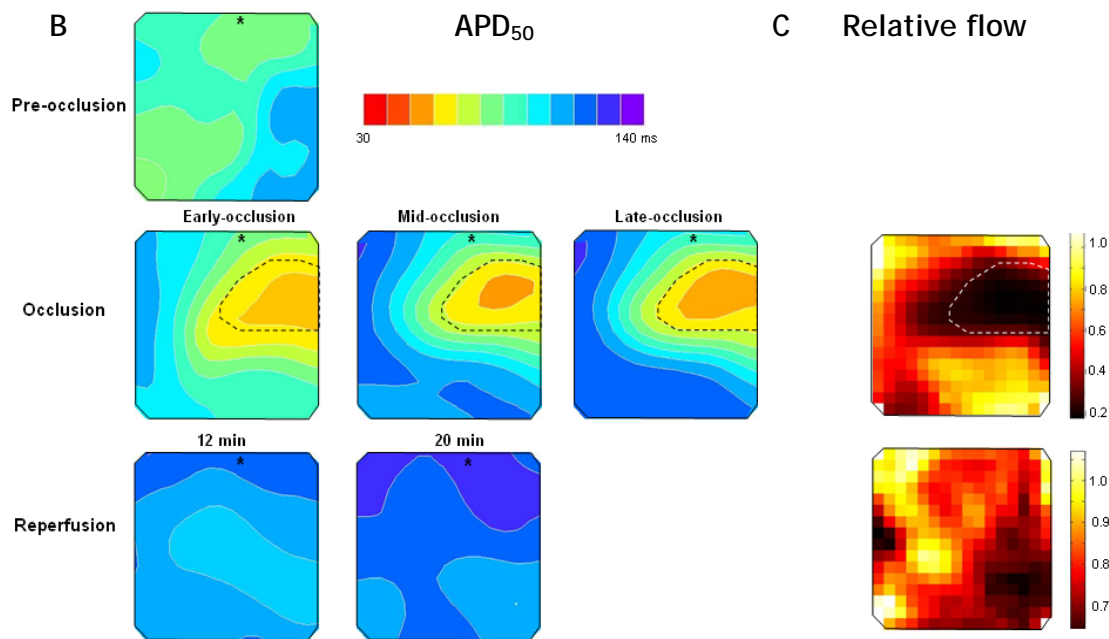 B APD₅₀ C Relative flow
Pre-occlusion
30 140 ms
Early-occlusion Mid-occlusion Late-occlusion
* * * *
Occlusion
1.0
0.8
0.6
0.4
0.2
12 min 20 min
* *
Reperfusion
1.0
0.9
0.8
0.7